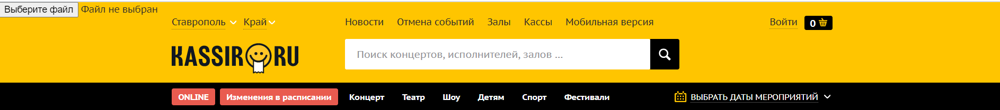 Выберите файл Файл не выбран
Ставрополь Край Новости Отмена событий Залы Кассы Мобильная версия Войти 0
KASSIR RU Поиск концертов, исполнителей, залов ...
ONLINE Изменения в расписании Концерт Театр Шоу Детям Спорт Фестивали ВЫБРАТЬ ДАТЫ МЕРОПРИЯТИЙ